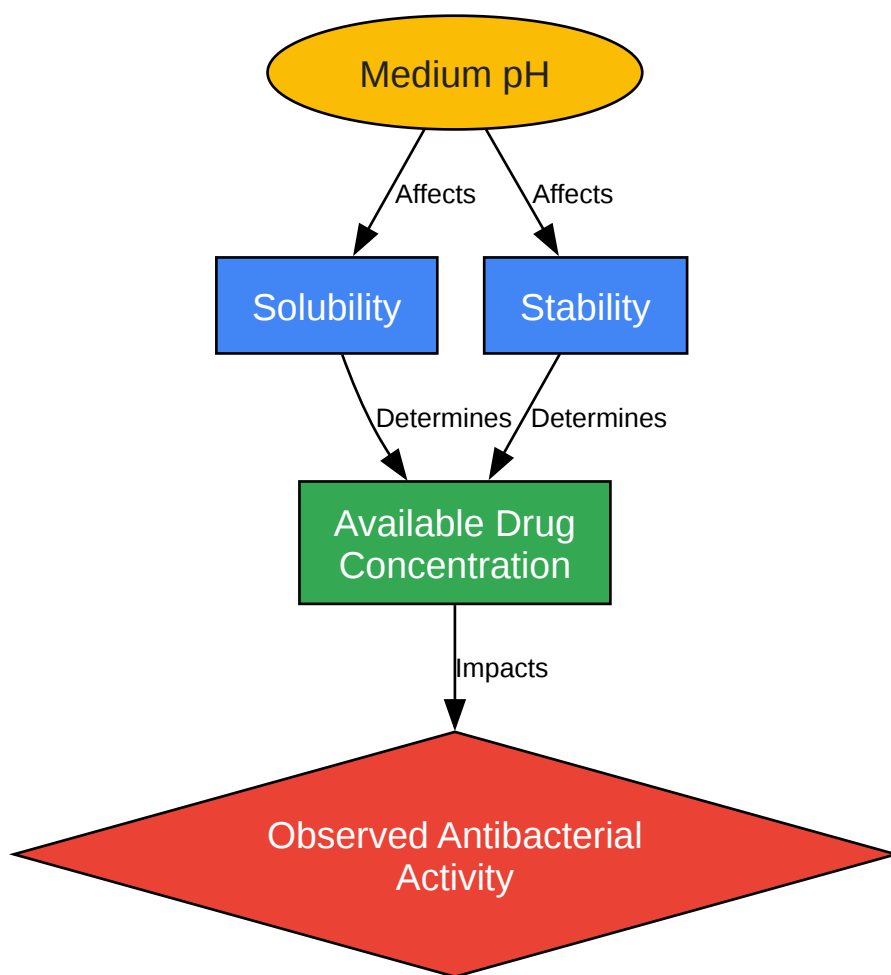 Medium pH
Affects
Affects
Solubility
Stability
Determines
Determines
Available Drug
Concentration
Impacts
Observed Antibacterial
Activity